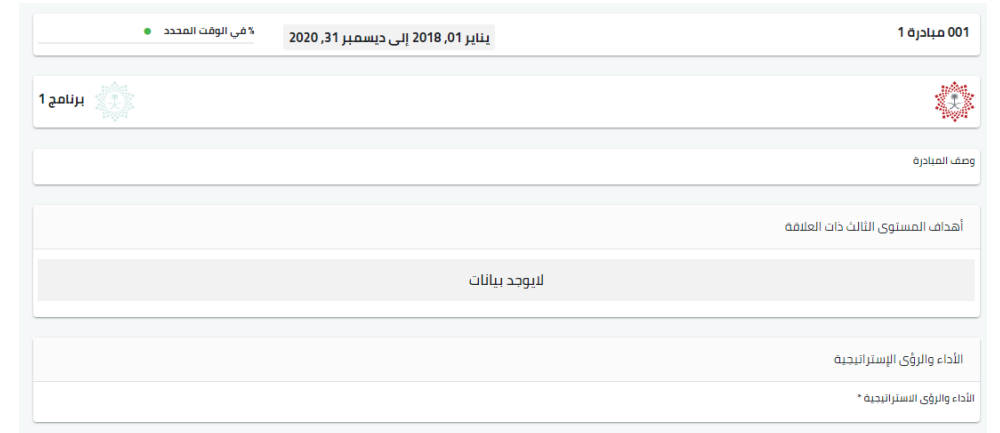 001 مبادرة 1
يناير 01, 2018 إلى ديسمبر 31, 2020
% في الوقت المحدد
برنامج 1
وصف المبادرة
أهداف المستوى الثالث ذات العلاقة
لايوجد بيانات
الأداء والرؤى الإستراتيجية
الأداء والرؤى الاستراتيجية *